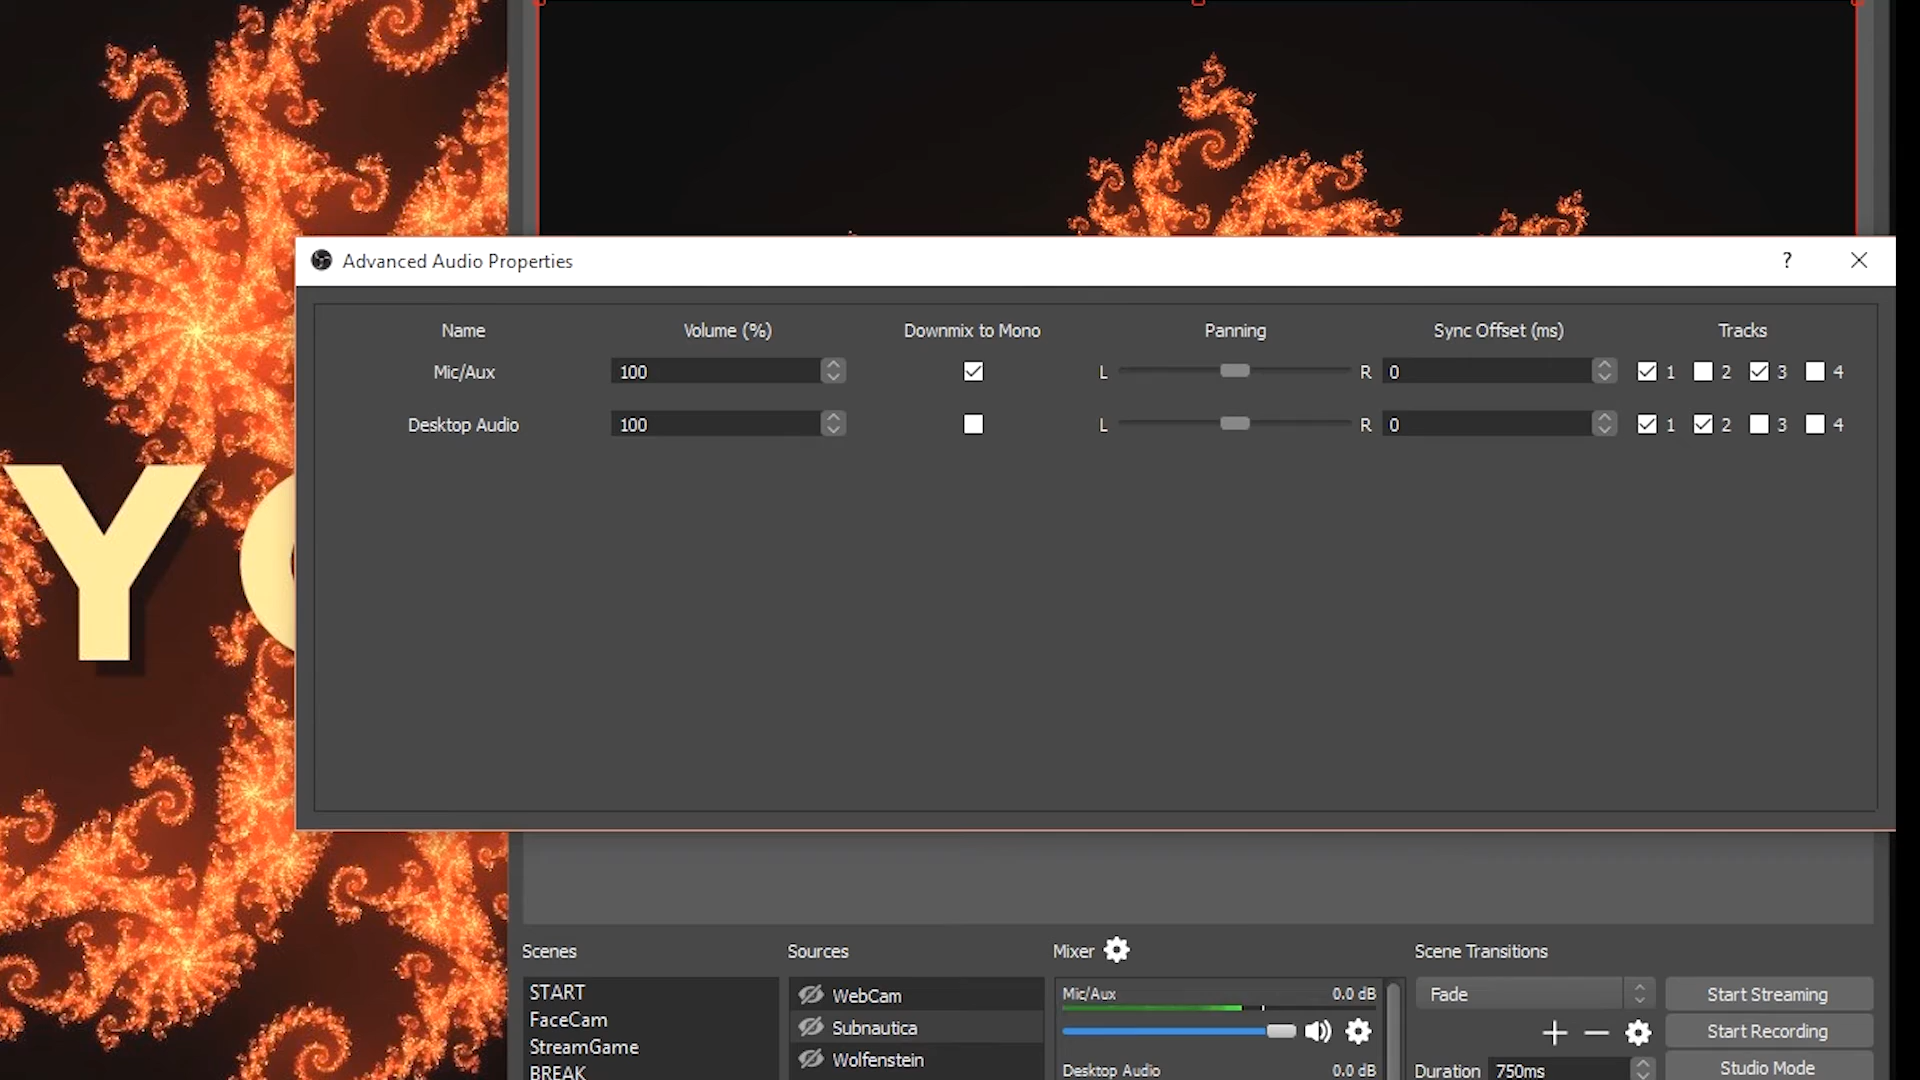 Advanced Audio Properties ?
Name Volume (%) Downmix to Mono Panning Sync Offset (ms) Tracks
Mic/Aux 100 L R 0 1 2 3 4
Desktop Audio 100 L R 0 1 2 3 4
Y
Scenes Sources Mixer Scene Transitions
START
FaceCam
StreamGame
BREAK
WebCam
Subnautica
Wolfenstein
Mic/Aux 0.0 dB
Desktop Audio 0.0 dB
Fade
Duration 750ms
Start Streaming
Start Recording
Studio Mode